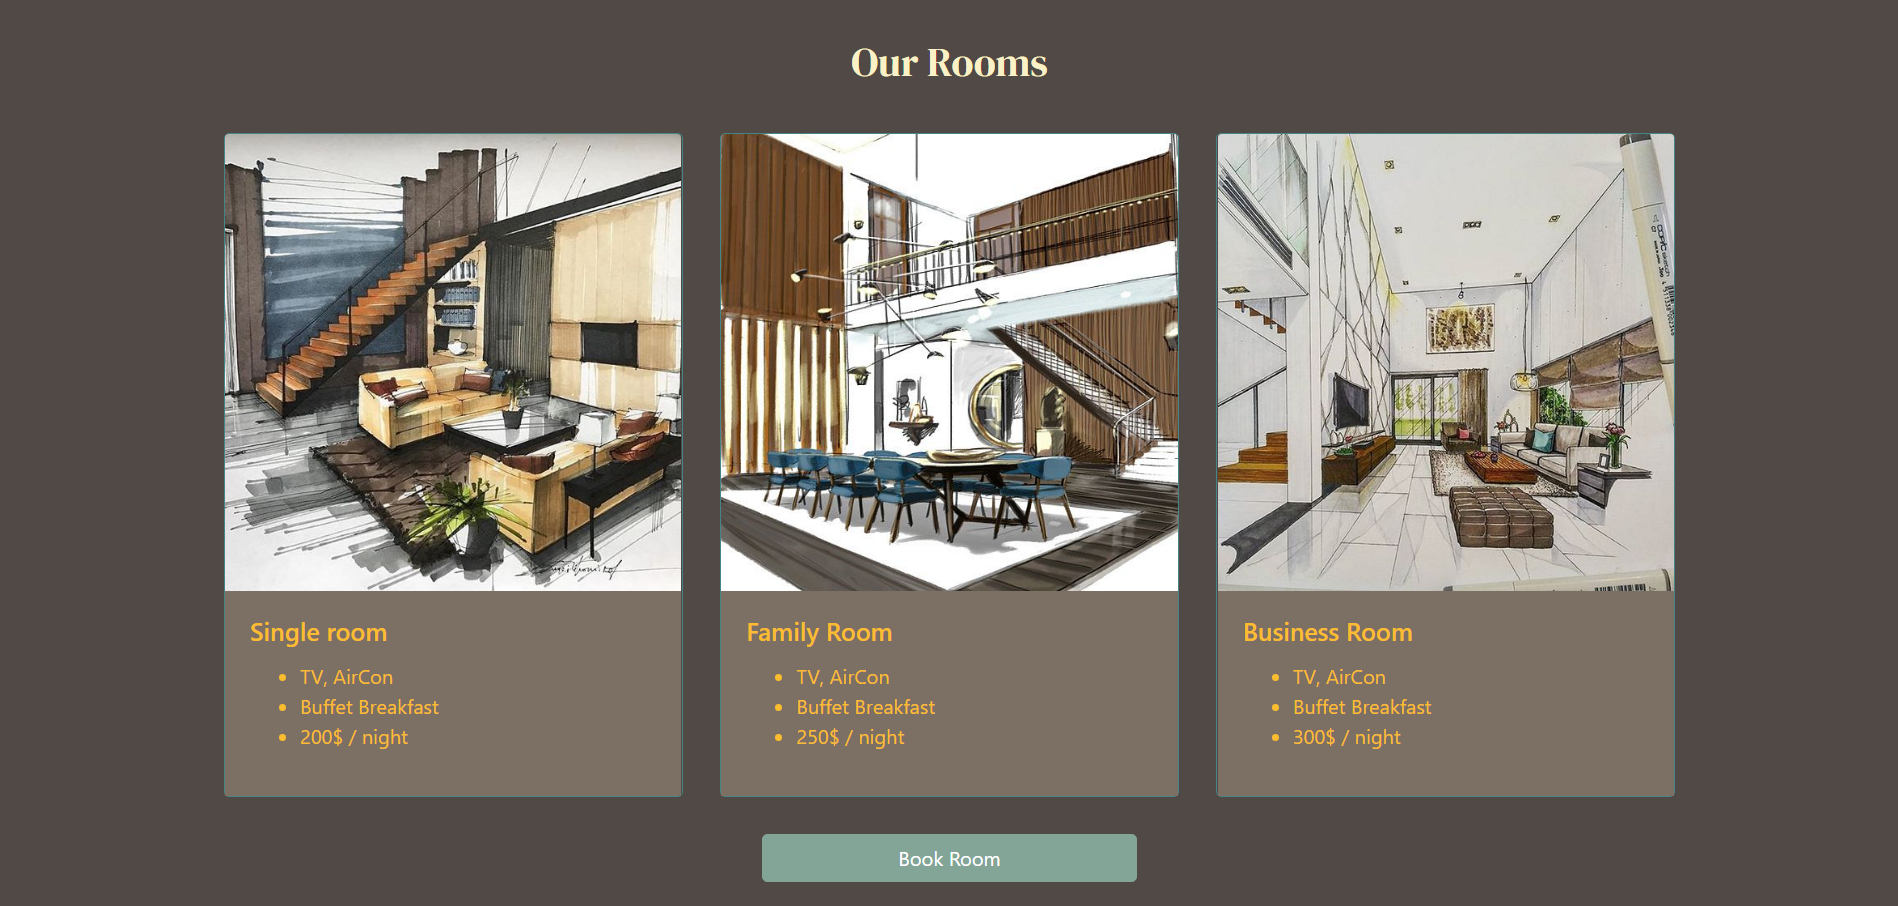 Our Rooms
Single room
TV, AirCon
Buffet Breakfast
200$ / night
Family Room
TV, AirCon
Buffet Breakfast
250$ / night
Business Room
TV, AirCon
Buffet Breakfast
300$ / night
Book Room